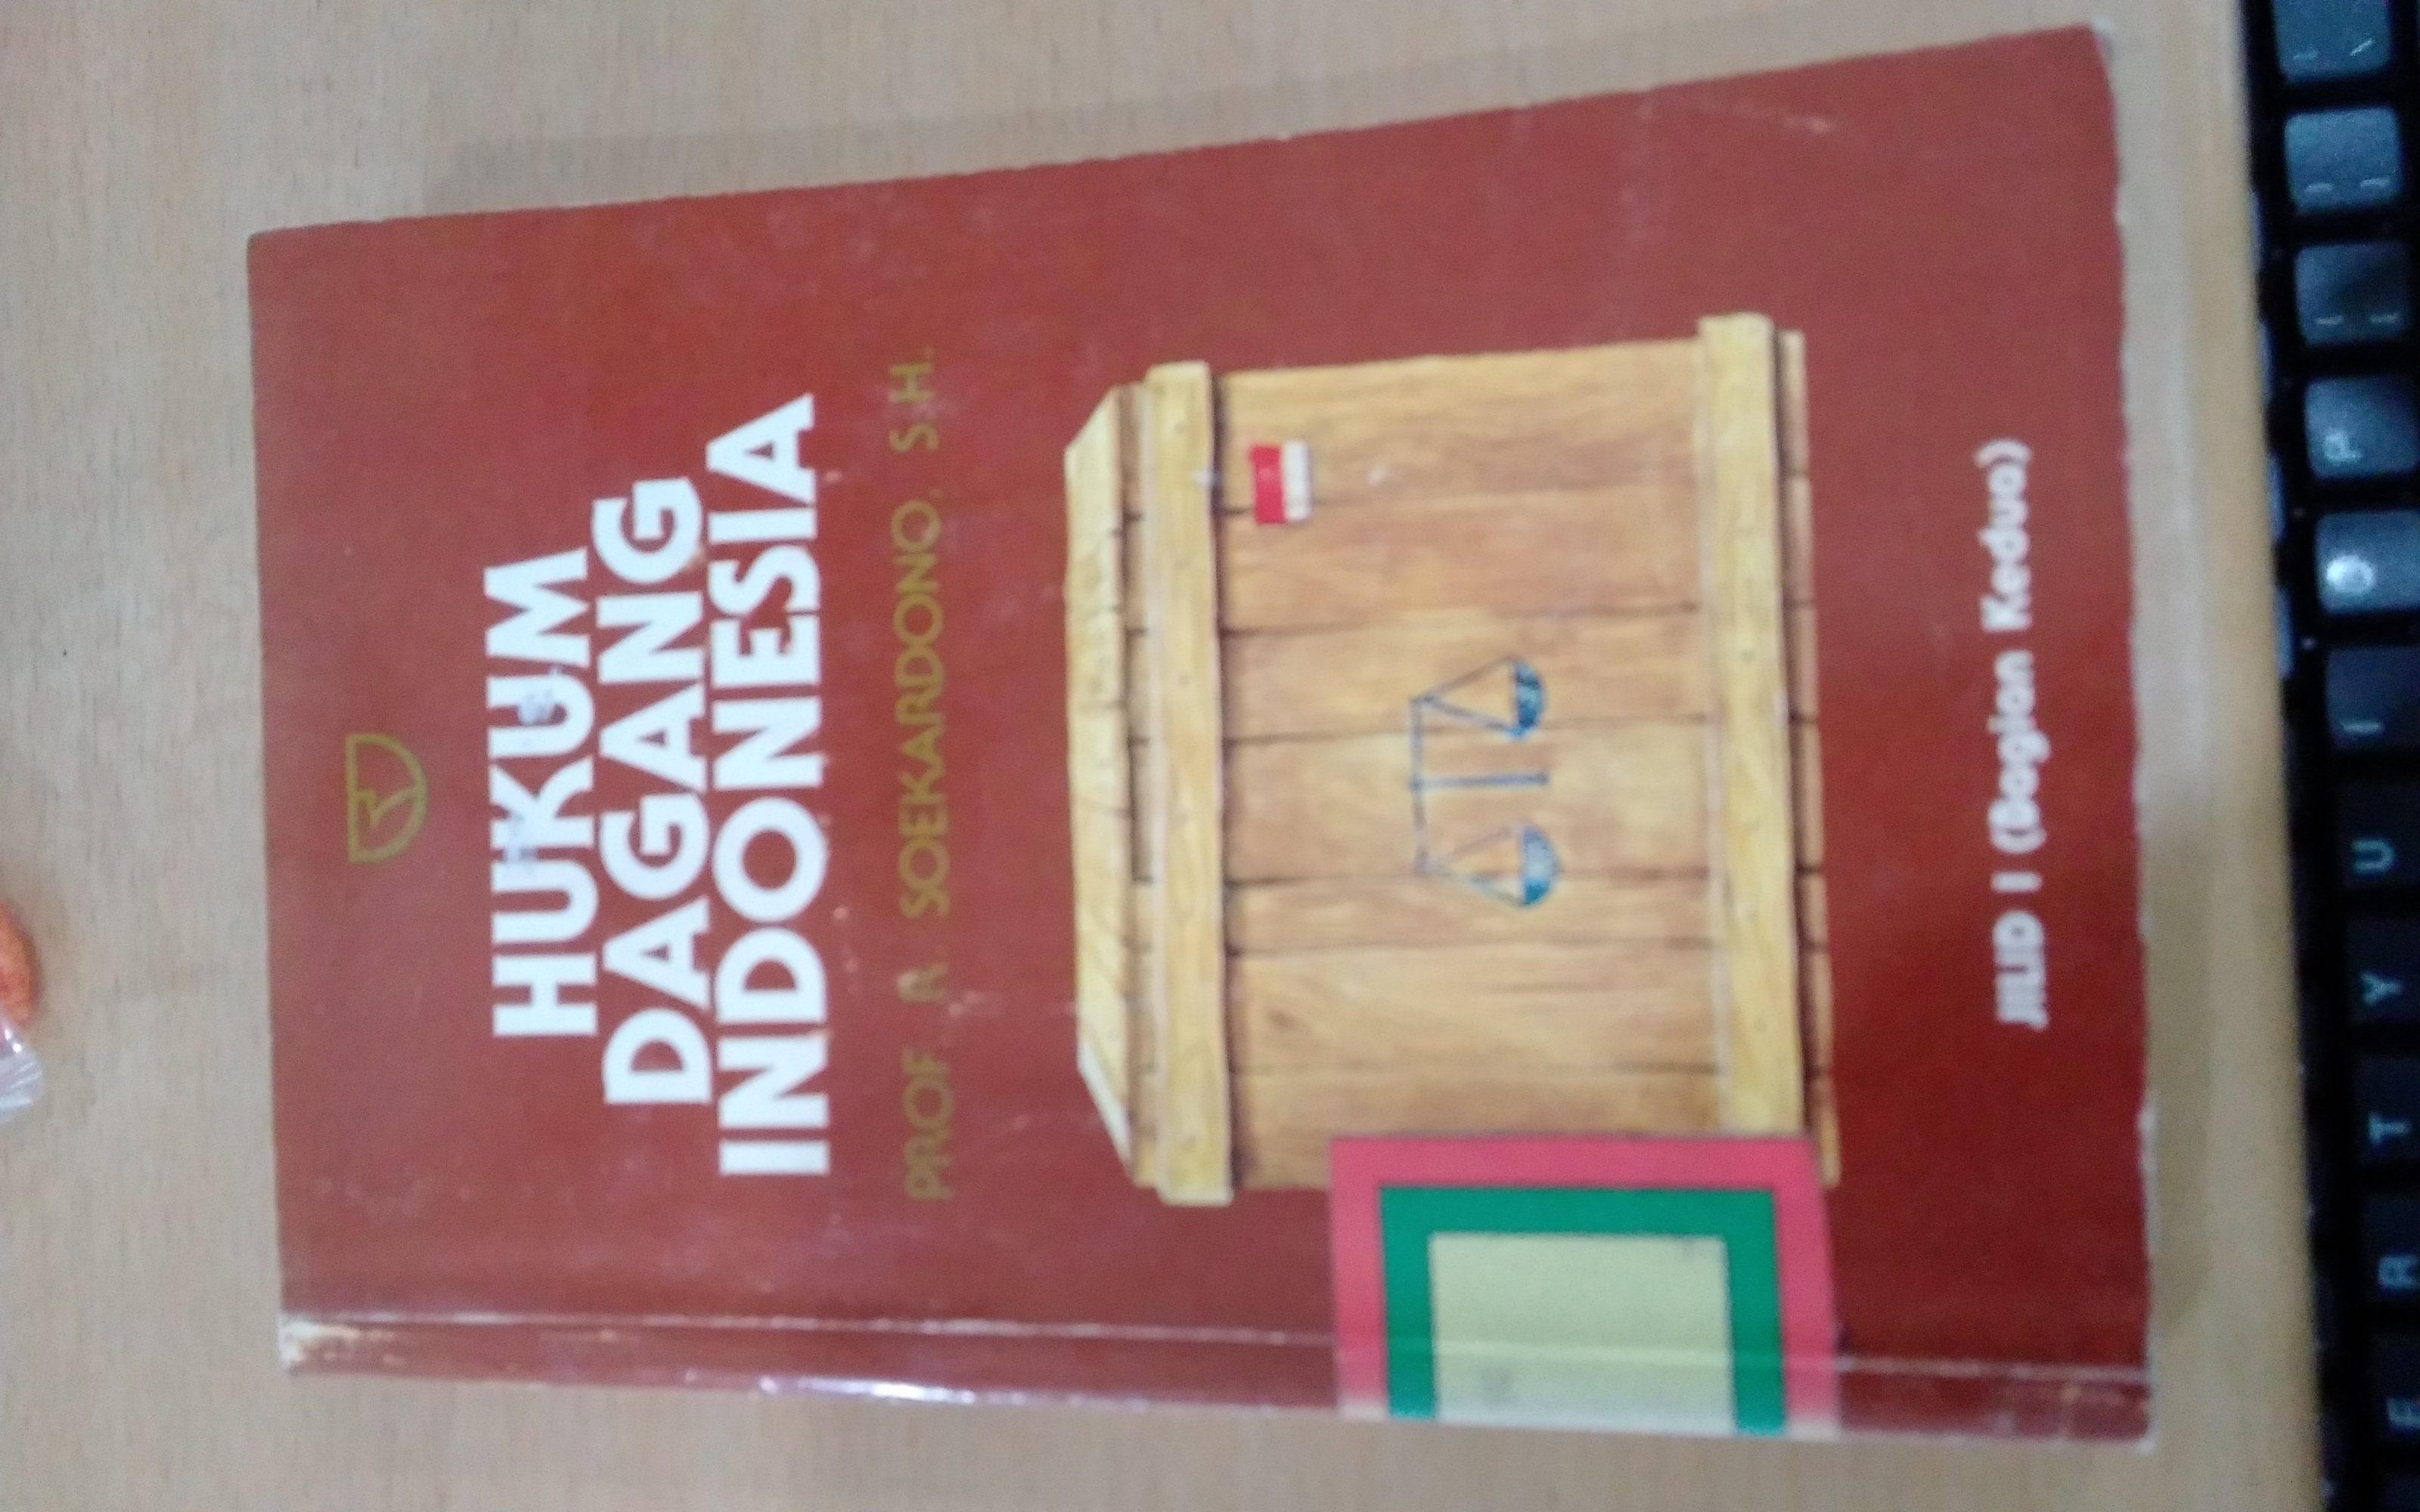 HUKUM
DAGANG
INDONESIA
PROF. R. SOEKARDONO, S.H.
JILID I (Bagian Kedua)
P
O
I
U
Y
T
R
E